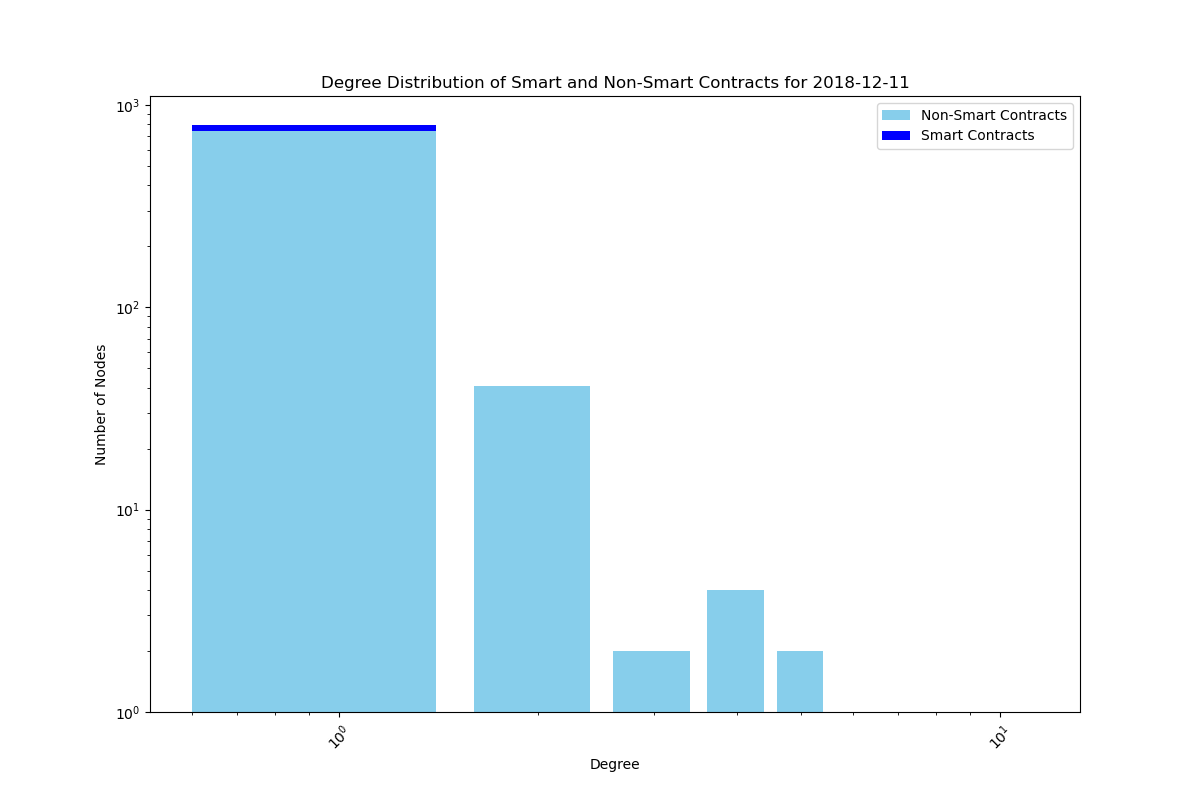 Degree Distribution of Smart and Non-Smart Contracts for 2018-12-11
Non-Smart Contracts
Smart Contracts
Number of Nodes
10³
10²
10¹
10⁰
10⁰ 10¹
Degree